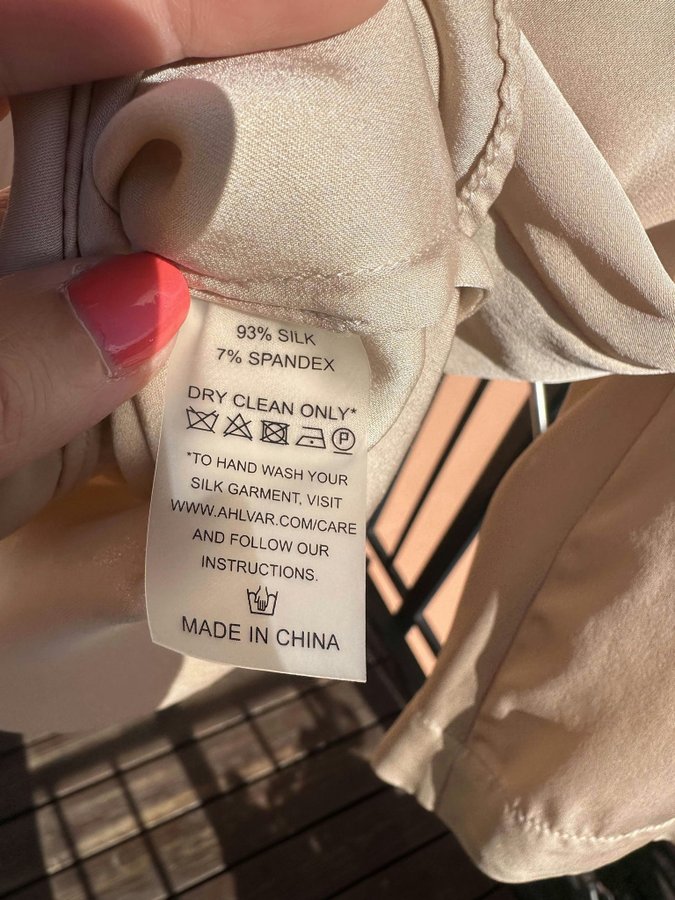 93% SILK
7% SPANDEX
DRY CLEAN ONLY*
P
*TO HAND WASH YOUR
SILK GARMENT, VISIT
WWW.AHLVAR.COM/CARE
AND FOLLOW OUR
INSTRUCTIONS.
MADE IN CHINA